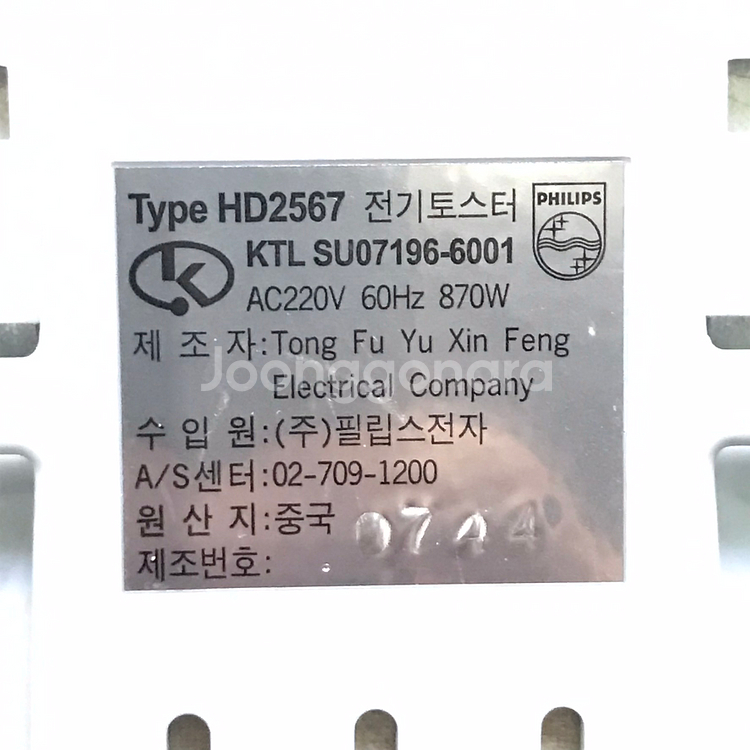 Type HD2567 전기토스터
PHILIPS
KTL SU07196-6001
AC220V 60Hz 870W
제 조 자:Tong Fu Yu Xin Feng
Electrical Company
Joonggonara
수 입 원:(주)필립스전자
A/S센터:02-709-1200
원 산 지:중국
0744
제조번호: